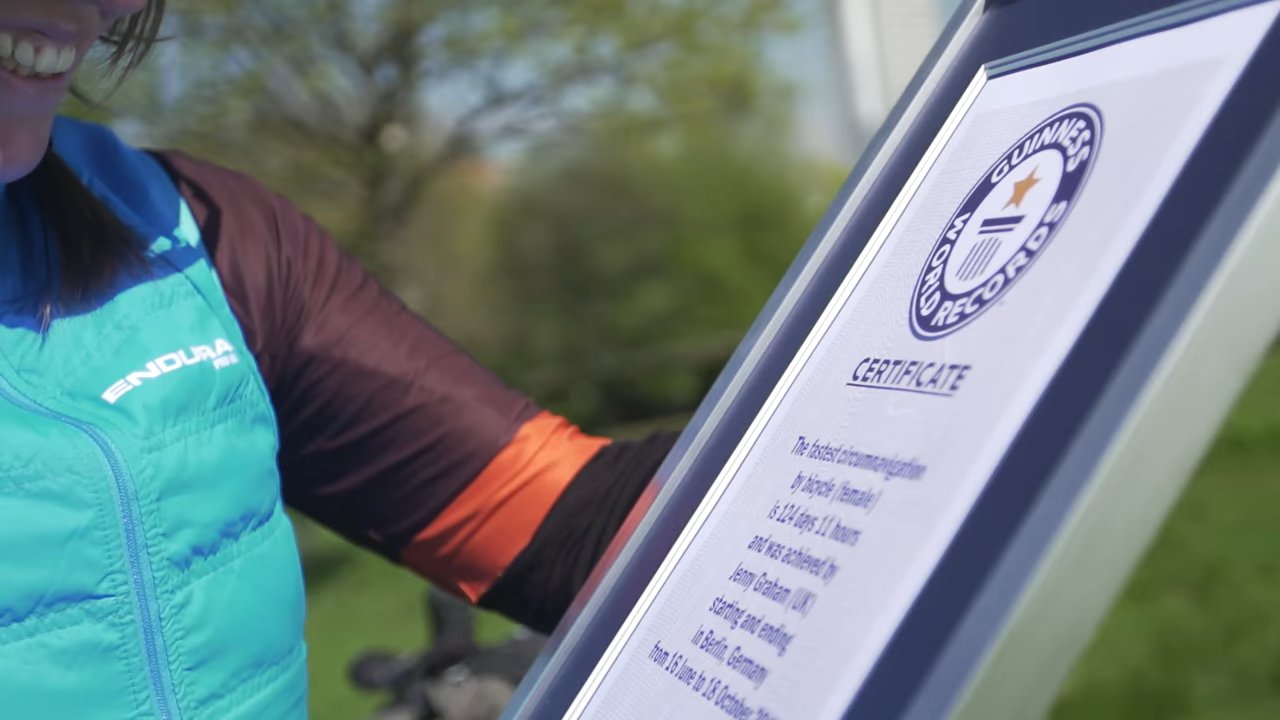 ENDURA
GUINNESS
WORLD
RECORDS
CERTIFICATE
The fastest circumnavigation
by bicycle (female)
is 124 days 11 hours
and was achieved by
Jenny Graham (UK)
starting and ending
in Berlin, Germany
from 16 June to 18 October